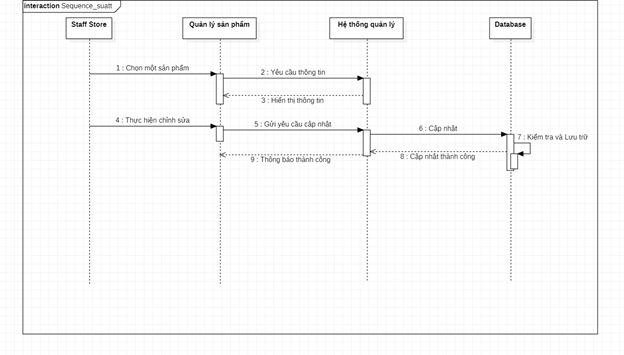 interaction Sequence_suatt
Staff Store
Quản lý sản phẩm
Hệ thống quản lý
Database
1 : Chọn một sản phẩm
2 : Yêu cầu thông tin
3 : Hiển thị thông tin
4 : Thực hiện chỉnh sửa
5 : Gửi yêu cầu cập nhật
6 : Cập nhật
7 : Kiểm tra và Lưu trữ
8 : Cập nhật thành công
9 : Thông báo thành công